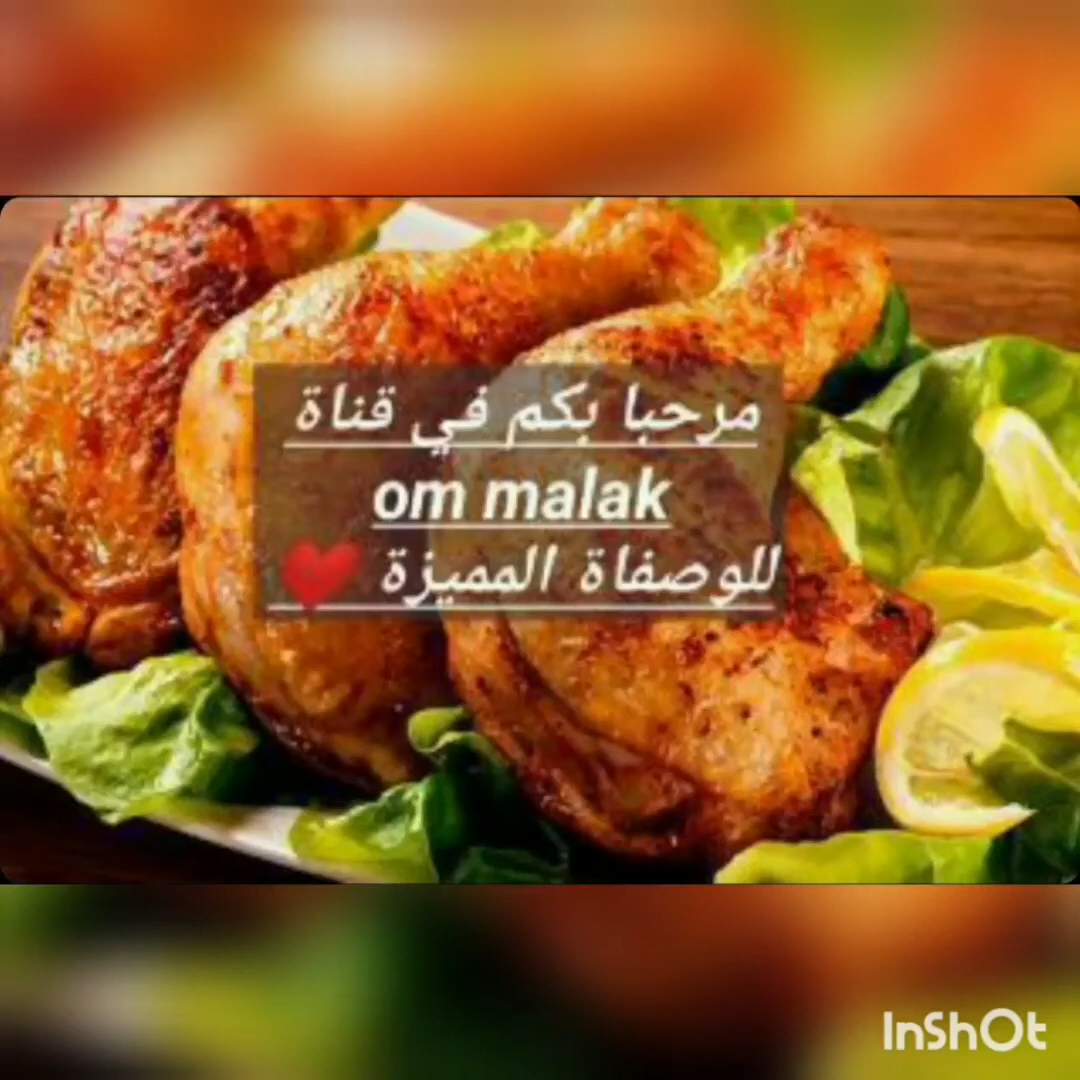 مرحبا بكم في قناة
om malak
للوصفاة المميزة ❤️
InShOt